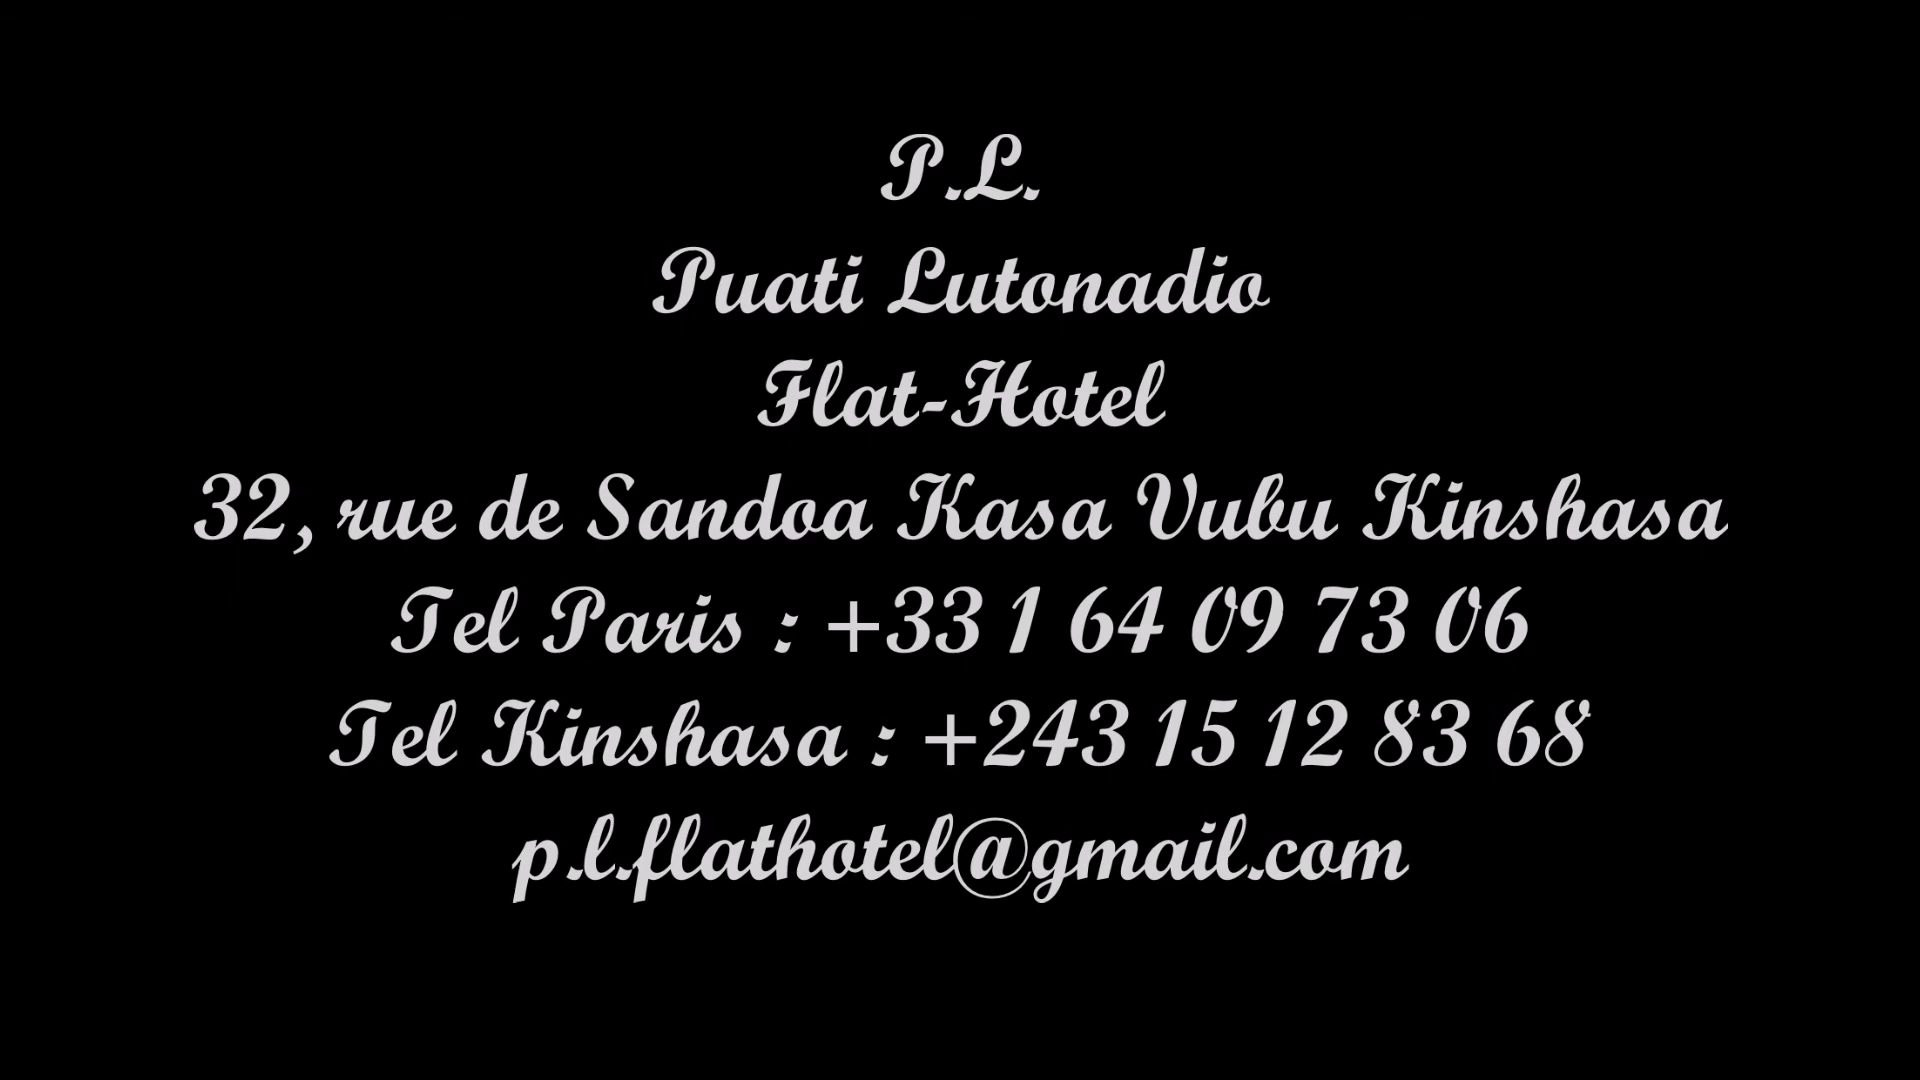 P.L.
Puati Lutonadio
Flat-Hotel
32, rue de Sandoa Kasa Vubu Kinshasa
Tel Paris : +33 1 64 09 73 06
Tel Kinshasa : +243 15 12 83 68
p.l.flathotel@gmail.com